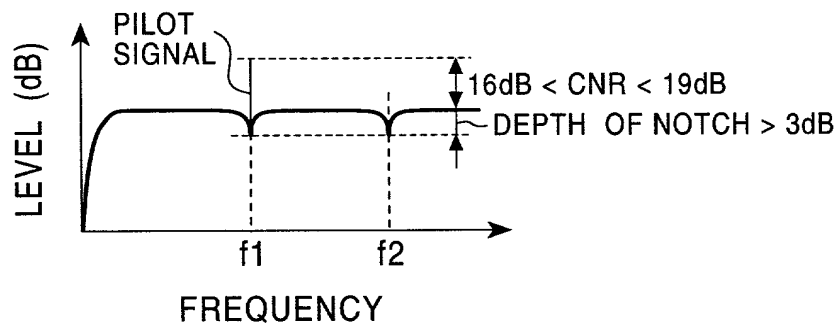 PILOT
SIGNAL
LEVEL (dB)
16dB < CNR < 19dB
DEPTH OF NOTCH > 3dB
f1
f2
FREQUENCY